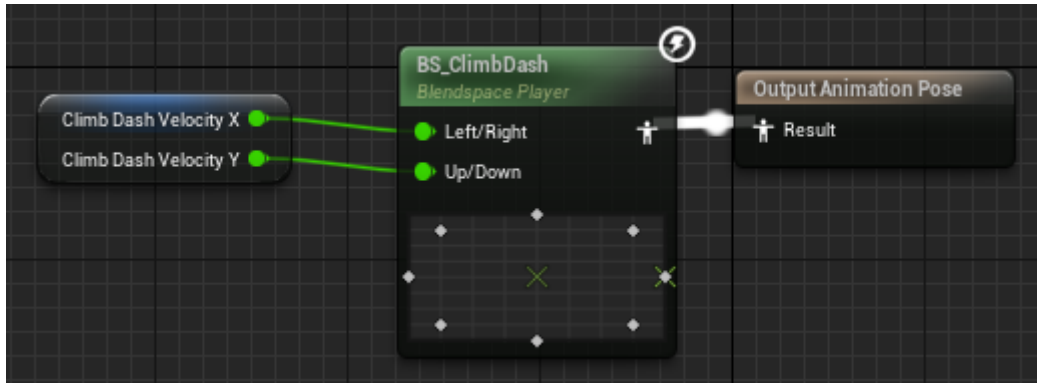 BS_ClimbDash
Blendspace Player
Climb Dash Velocity X
Climb Dash Velocity Y
Left/Right
Up/Down
Output Animation Pose
Result